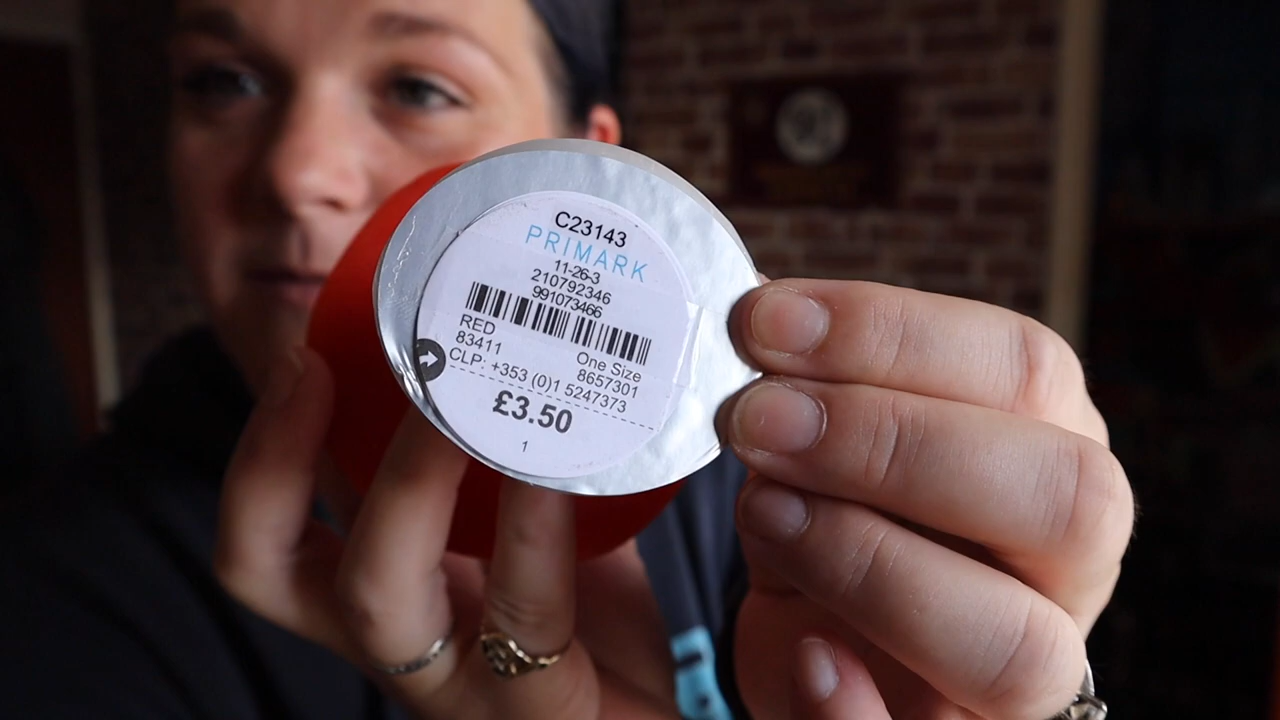 C23143
PRIMARK
11-26-3
210792346
991073466
RED One Size
83411 8657301
CLP: +353 (0)1 5247373
£3.50
1